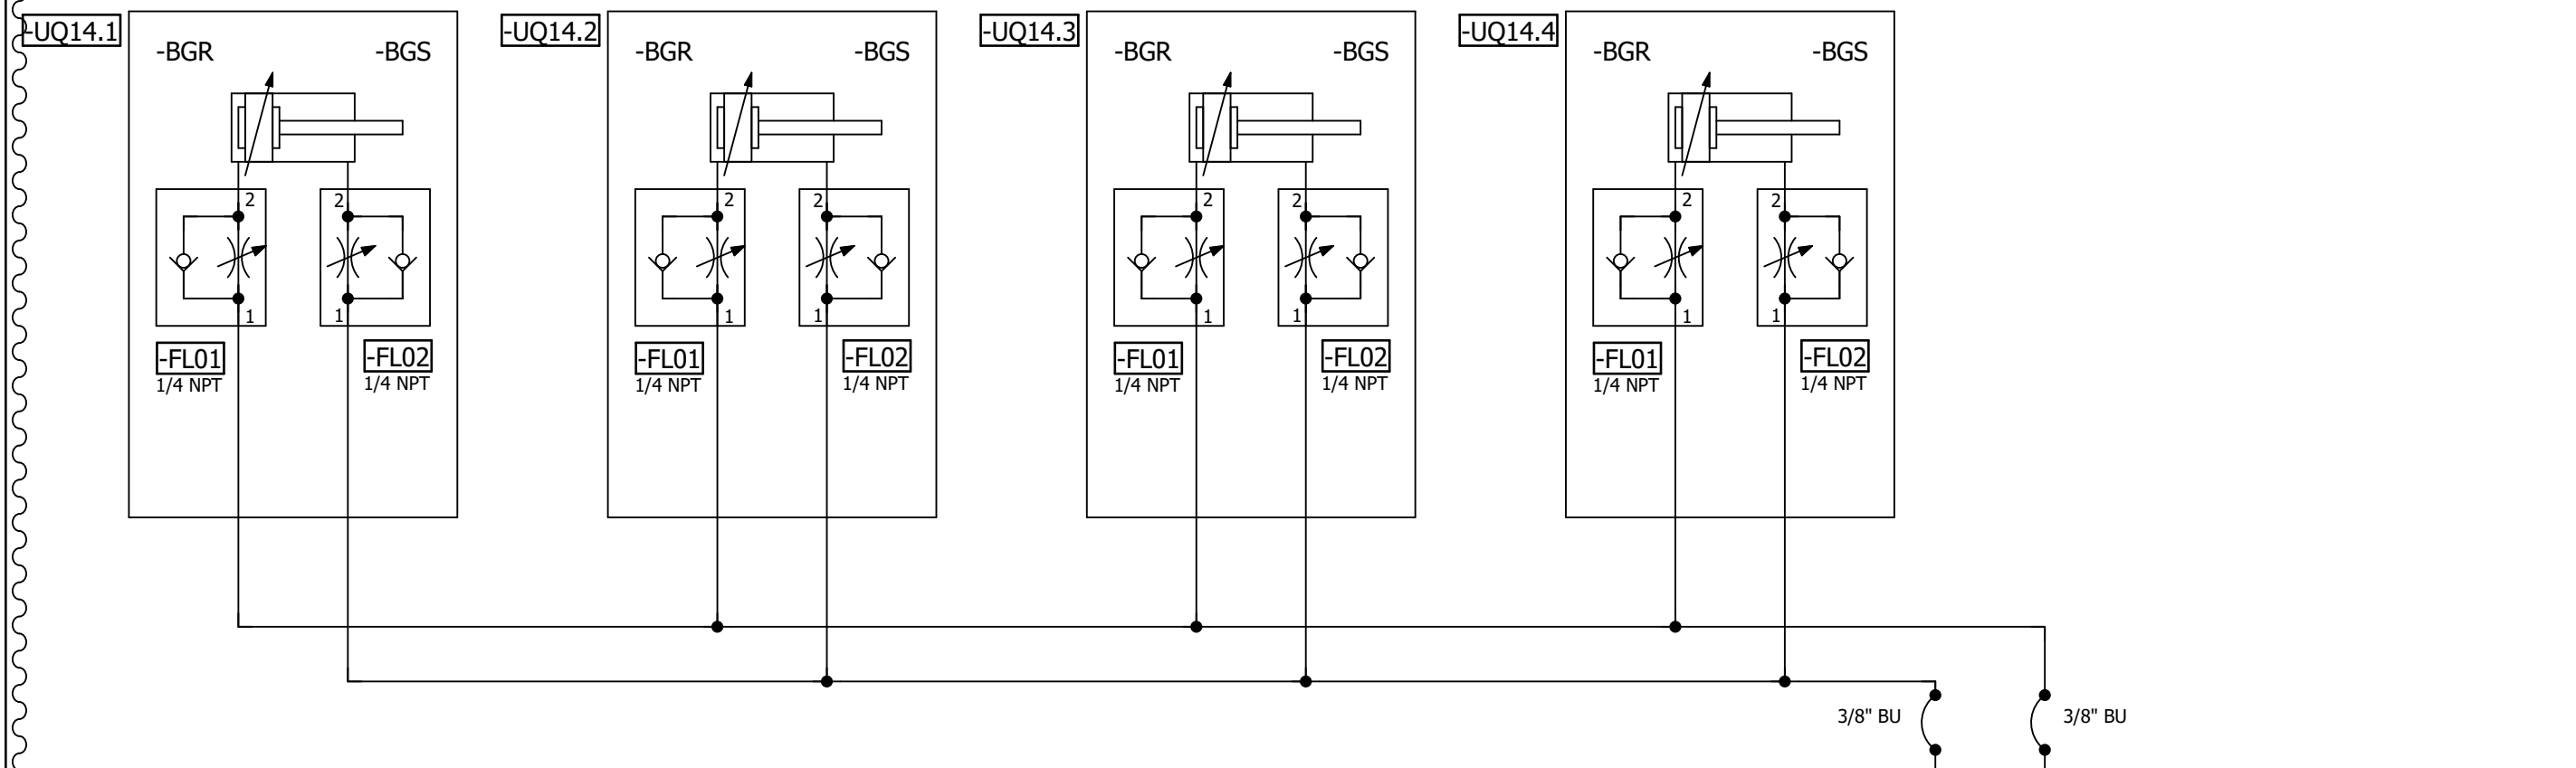 -UQ14.1
-BGR -BGS
2 2
1 1
-FL01 -FL02
1/4 NPT 1/4 NPT
-UQ14.2
-BGR -BGS
2 2
1 1
-FL01 -FL02
1/4 NPT 1/4 NPT
-UQ14.3
-BGR -BGS
2 2
1 1
-FL01 -FL02
1/4 NPT 1/4 NPT
-UQ14.4
-BGR -BGS
2 2
1 1
-FL01 -FL02
1/4 NPT 1/4 NPT
3/8" BU 3/8" BU